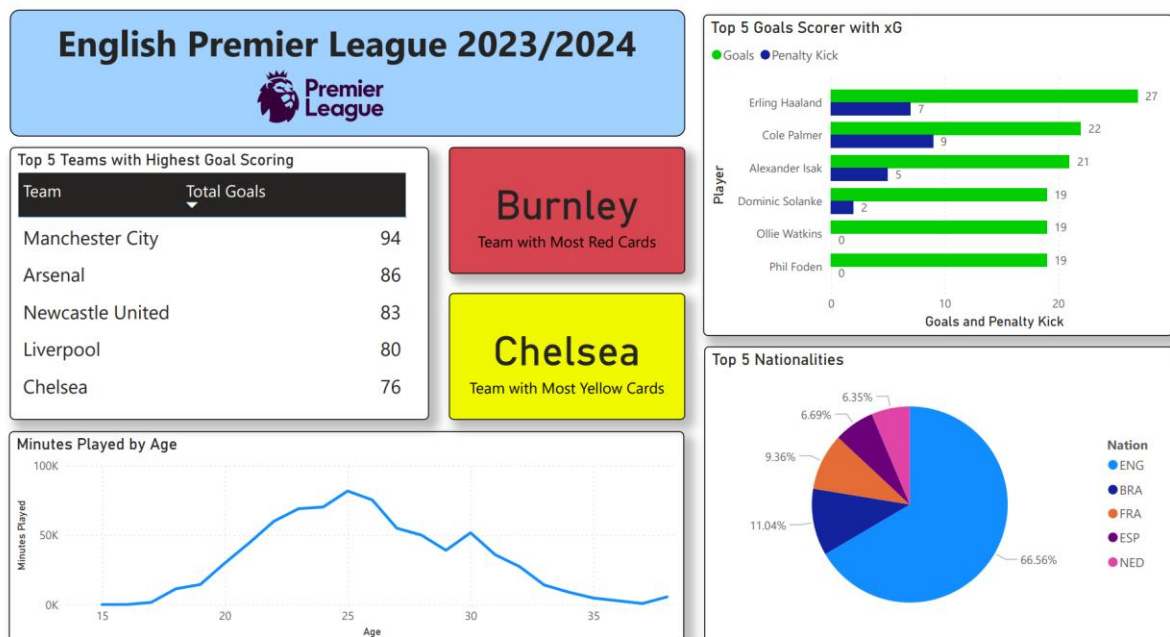 English Premier League 2023/2024
Premier
League
Top 5 Teams with Highest Goal Scoring
Team Total Goals
Manchester City 94
Arsenal 86
Newcastle United 83
Liverpool 80
Chelsea 76
Burnley
Team with Most Red Cards
Chelsea
Team with Most Yellow Cards
Top 5 Goals Scorer with xG
Goals Penalty Kick
Player
Erling Haaland 27
7
Cole Palmer 22
9
Alexander Isak 21
5
Dominic Solanke 19
2
Ollie Watkins 19
0
Phil Foden 19
0
0 10 20
Goals and Penalty Kick
Minutes Played by Age
Minutes Played
100K
50K
0K
15 20 25 30 35
Age
Top 5 Nationalities
6.35%
6.69%
9.36%
11.04%
66.56%
Nation
ENG
BRA
FRA
ESP
NED